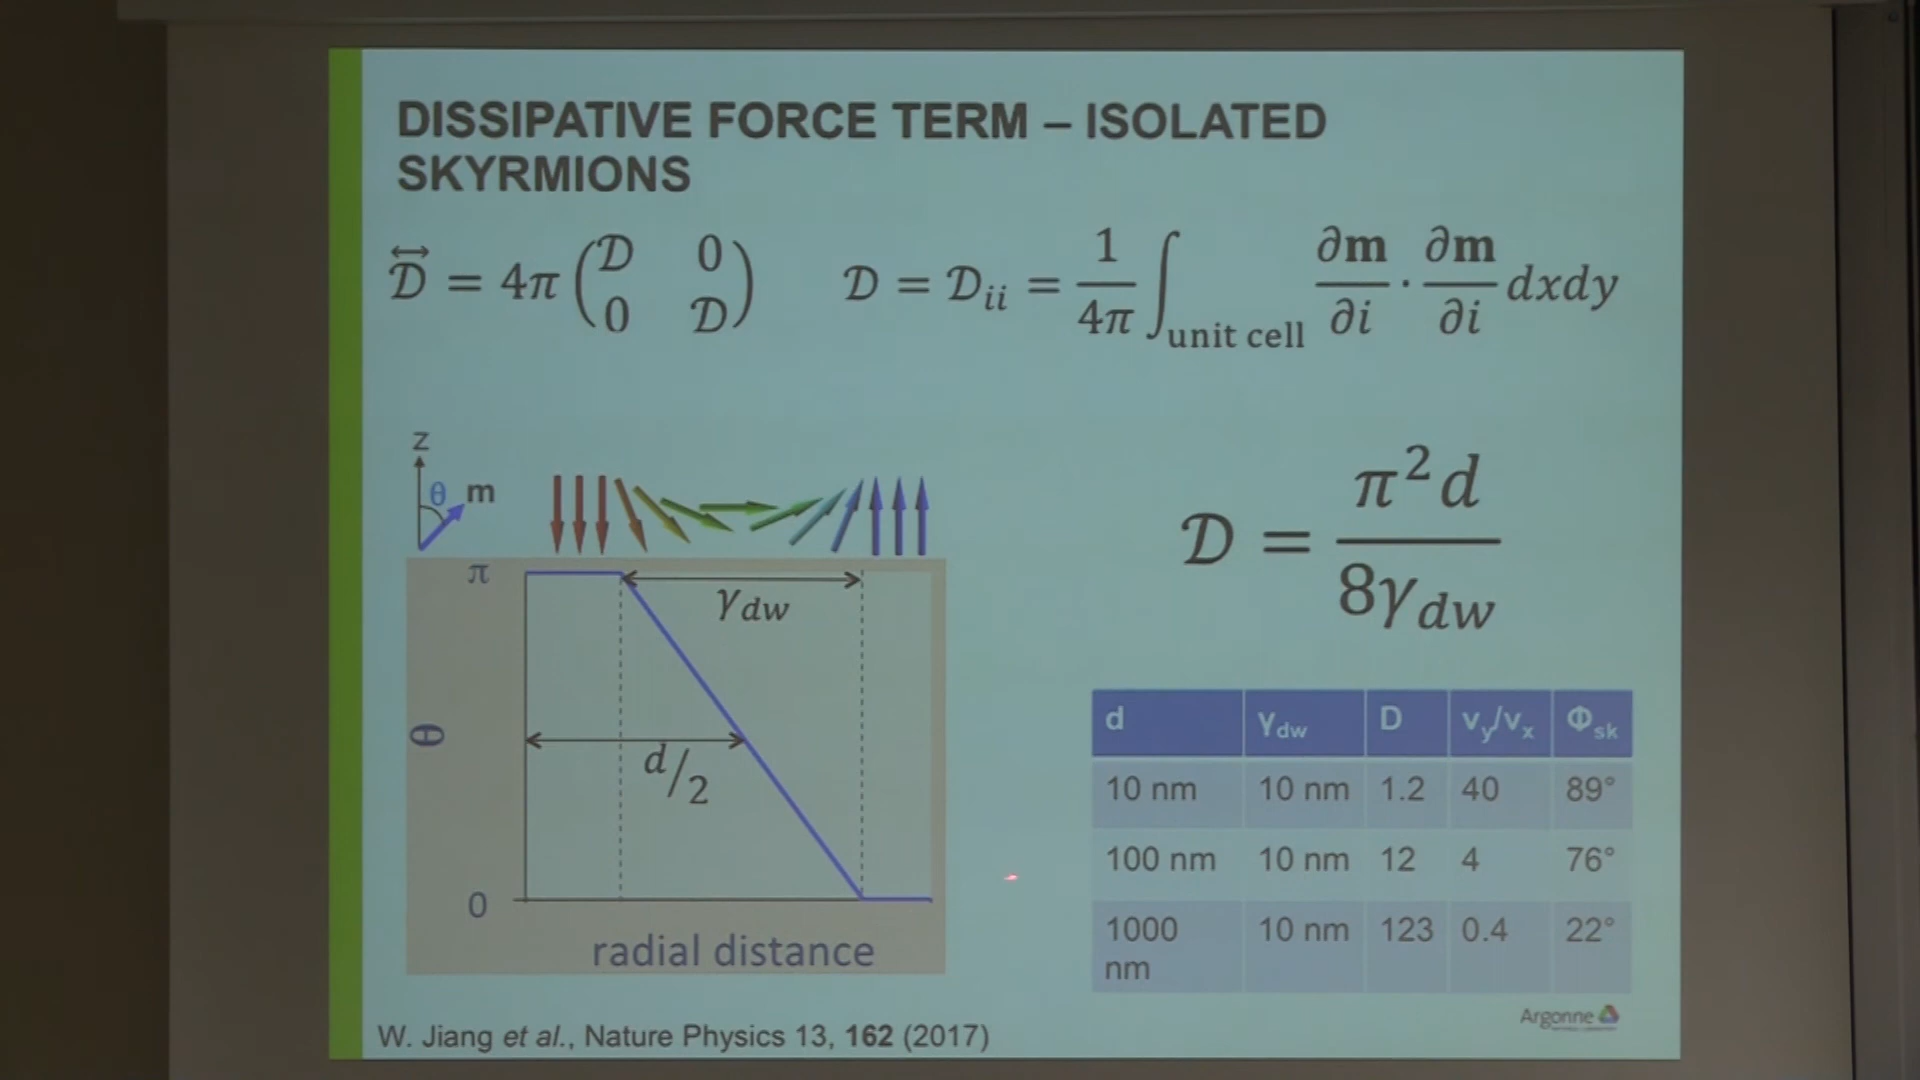 DISSIPATIVE FORCE TERM – ISOLATED
SKYRMIONS
𝒟⃡ = 4π (𝒟 0
0 𝒟)
𝒟 = 𝒟ii = 1/4π ∫unit cell ∂m/∂i · ∂m/∂i dxdy
z
θ m
π
γdw
d/2
θ
0
radial distance
𝒟 = π²d / 8γdw
d γdw D vy/vx Φsk
10 nm 10 nm 1.2 40 89°
100 nm 10 nm 12 4 76°
1000 nm 10 nm 123 0.4 22°
W. Jiang et al., Nature Physics 13, 162 (2017)
Argonne